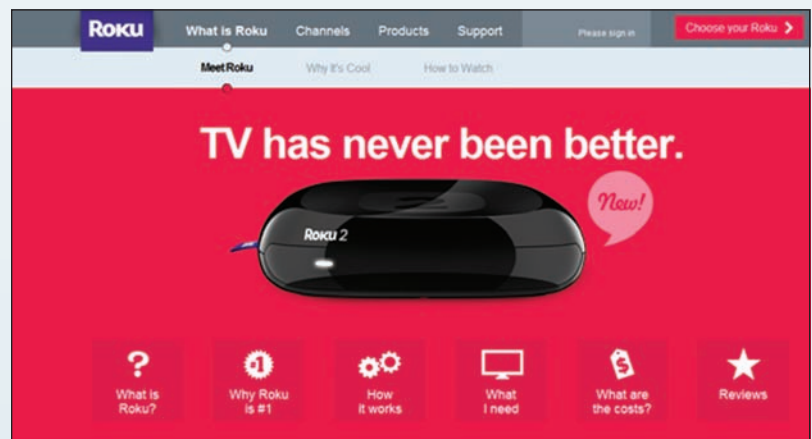 Roku
What is Roku Channels Products Support Please sign in Choose your Roku
Meet Roku Why It's Cool How to Watch
TV has never been better.
New!
Roku 2
?
#1
$
What is
Roku?
Why Roku
is #1
How
it works
What
I need
What are
the costs?
Reviews